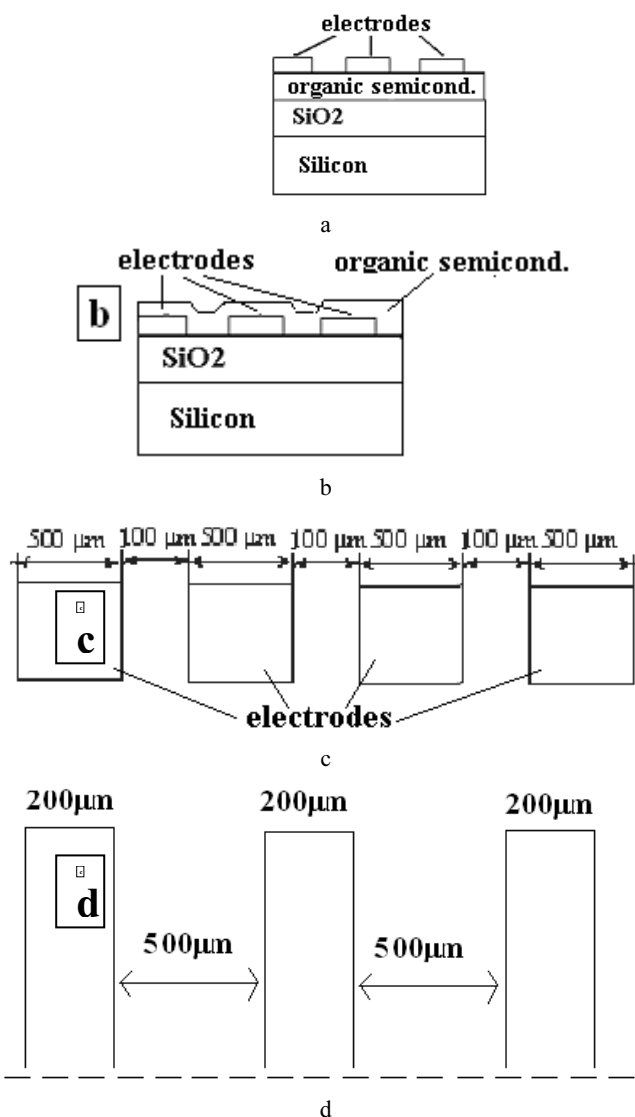 electrodes
organic semicond.
SiO2
Silicon
a
electrodes organic semicond.
b
SiO2
Silicon
b
500 μm 100 μm 500 μm 100 μm 500 μm 100 μm 500 μm
c
electrodes
c
200μm 200μm 200μm
d
500μm 500μm
d